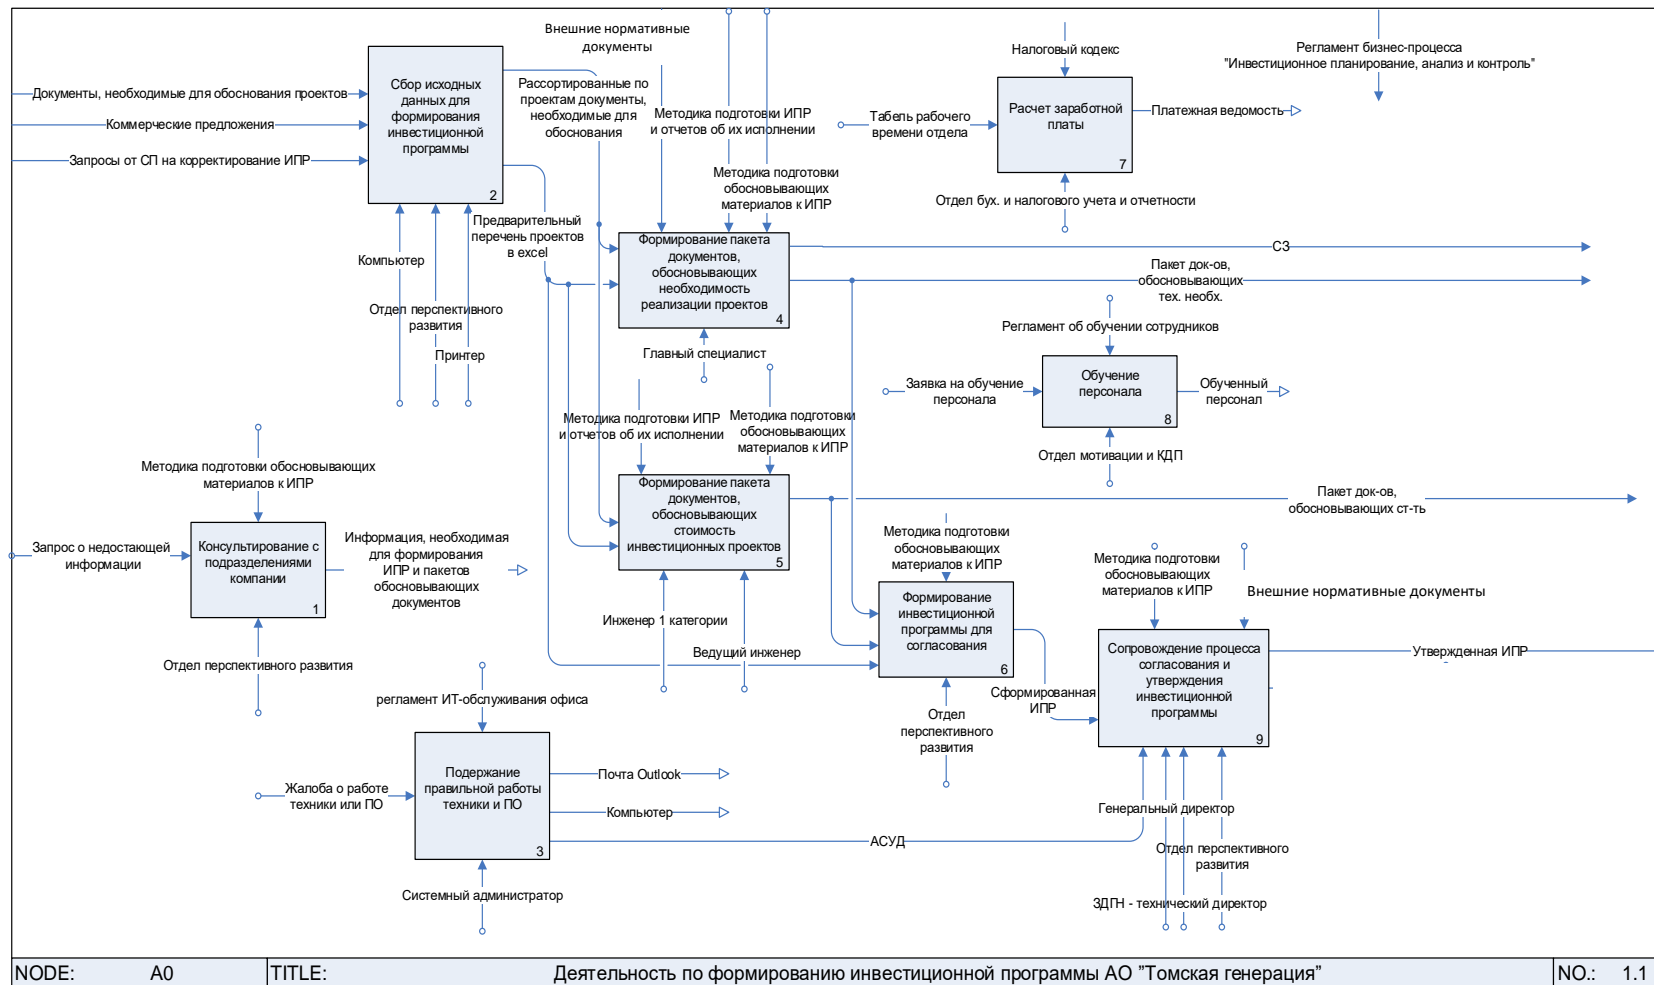 Внешние нормативные
документы
Налоговый кодекс
Регламент бизнес-процесса
"Инвестиционное планирование, анализ и контроль"
Сбор исходных
данных для
формирования
инвестиционной
программы
2
Документы, необходимые для обоснования проектов
Коммерческие предложения
Запросы от СП на корректирование ИПР
Рассортированные по
проектам документы,
необходимые для
обоснования
Методика подготовки ИПР
и отчетов об их исполнении
Методика подготовки
обосновывающих
материалов к ИПР
Табель рабочего
времени отдела
Расчет заработной
платы
7
Платежная ведомость
Отдел бух. и налогового учета и отчетности
Предварительный
перечень проектов
в excel
Компьютер
Отдел перспективного
развития
Принтер
Формирование пакета
документов,
обосновывающих
необходимость
реализации проектов
4
СЗ
Пакет док-ов,
обосновывающих
тех. необх.
Главный специалист
Регламент об обучении сотрудников
Заявка на обучение
персонала
Обучение
персонала
8
Обученный
персонал
Отдел мотивации и КДП
Методика подготовки ИПР
и отчетов об их исполнении
Методика подготовки
обосновывающих
материалов к ИПР
Методика подготовки обосновывающих
материалов к ИПР
Формирование пакета
документов,
обосновывающих
стоимость
инвестиционных проектов
5
Пакет док-ов,
обосновывающих ст-ть
Запрос о недостающей
информации
Консультирование с
подразделениями
компании
1
Информация, необходимая
для формирования
ИПР и пакетов
обосновывающих
документов
Отдел перспективного развития
Методика подготовки
обосновывающих
материалов к ИПР
Методика подготовки
обосновывающих
материалов к ИПР
Внешние нормативные документы
Инженер 1 категории
Ведущий инженер
Формирование
инвестиционной
программы для
согласования
6
Сформированная
ИПР
Отдел
перспективного
развития
Сопровождение процесса
согласования и
утверждения
инвестиционной
программы
9
Утвержденная ИПР
регламент ИТ-обслуживания офиса
Жалоба о работе
техники или ПО
Подержание
правильной работы
техники и ПО
3
Почта Outlook
Компьютер
АСУД
Системный администратор
Генеральный директор
Отдел перспективного
развития
ЗДГН - технический директор
NODE: A0 TITLE: Деятельность по формированию инвестиционной программы АО ”Томская генерация” NO.: 1.1